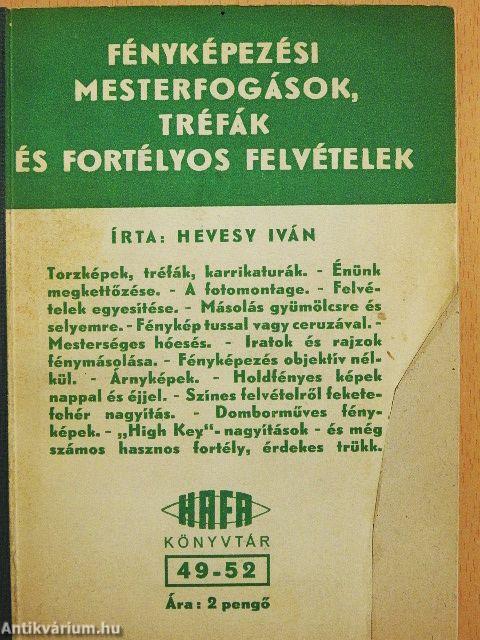 FÉNYKÉPEZÉSI
MESTERFOGÁSOK,
TRÉFÁK
ÉS FORTÉLYOS FELVÉTELEK
ÍRTA: HEVESY IVÁN
Torzképek, tréfák, karrikaturák. - Énünk
megkettőzése. - A fotomontage. - Felvé-
telek egyesítése. - Másolás gyümölcsre és
selyemre. - Fénykép tussal vagy ceruzával. -
Mesterséges hóesés. - Iratok és rajzok
fénymásolása. - Fényképezés objektív nél-
kül. - Árnyképek. - Holdfényes képek
nappal és éjjel. - Színes felvételről fekete-
fehér nagyítás. - Domborműves fény-
képek. - „High Key"- nagyítások - és még
számos hasznos fortély, érdekes trükk.
HAFA
KÖNYVTÁR
49-52
Ára: 2 pengő
Antikvárium.hu